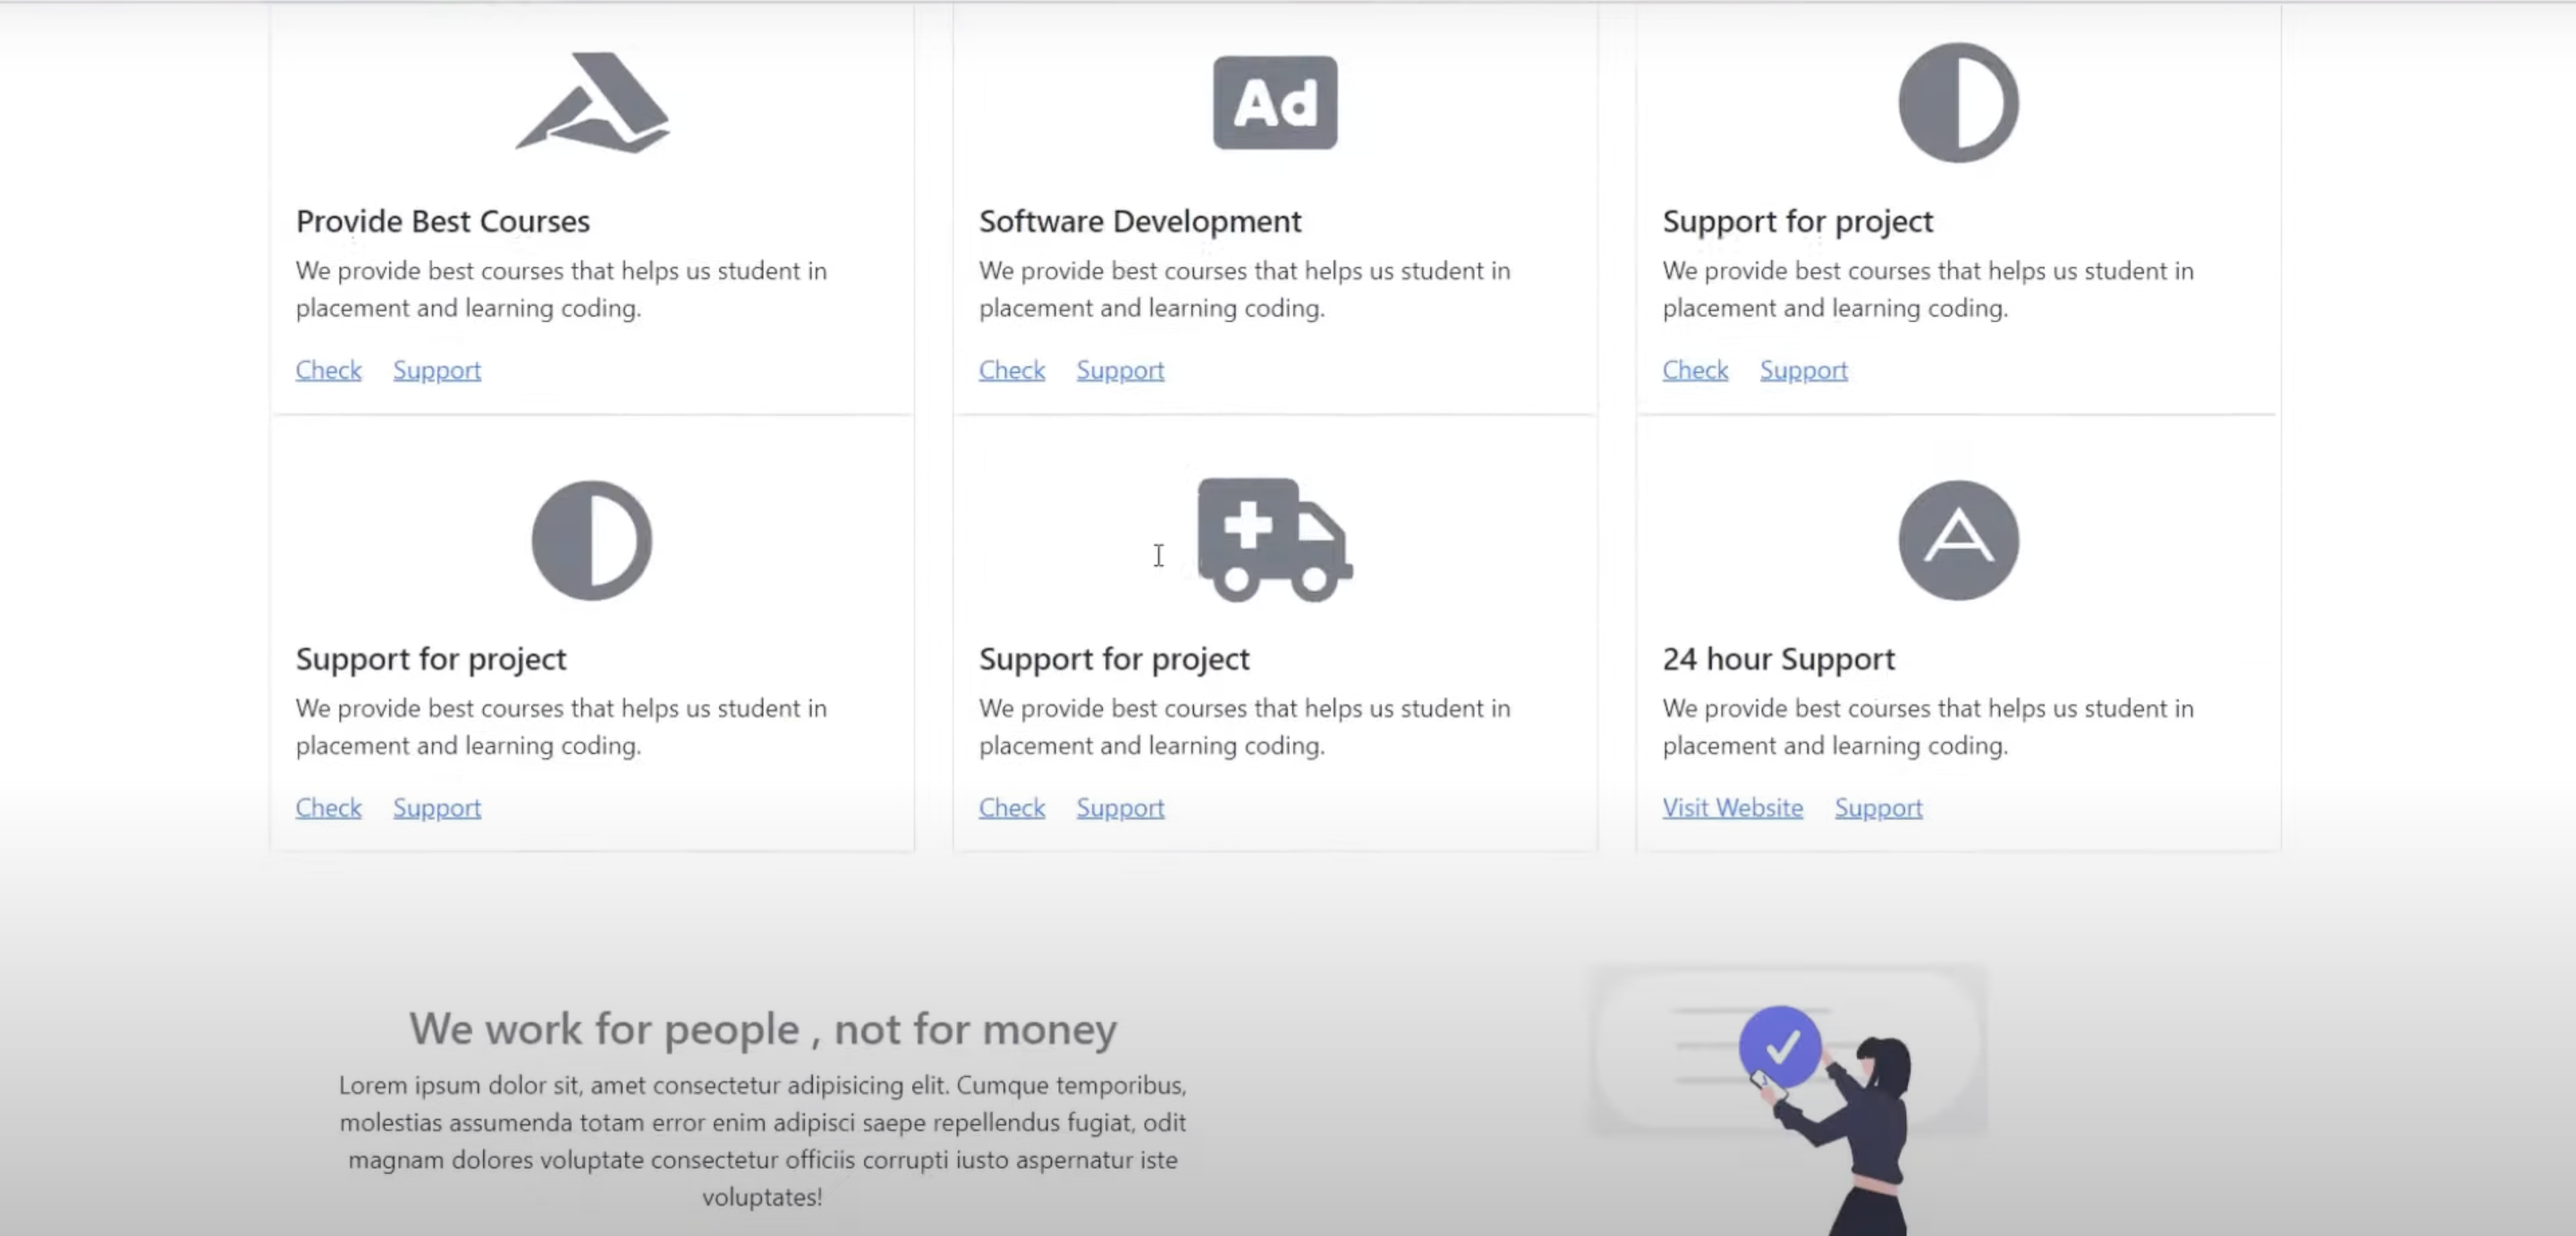 Ad
Provide Best Courses
We provide best courses that helps us student in
placement and learning coding.
Check Support
Software Development
We provide best courses that helps us student in
placement and learning coding.
Check Support
Support for project
We provide best courses that helps us student in
placement and learning coding.
Check Support
Support for project
We provide best courses that helps us student in
placement and learning coding.
Check Support
Support for project
We provide best courses that helps us student in
placement and learning coding.
Check Support
A
24 hour Support
We provide best courses that helps us student in
placement and learning coding.
Visit Website Support
We work for people , not for money
Lorem ipsum dolor sit, amet consectetur adipisicing elit. Cumque temporibus,
molestias assumenda totam error enim adipisci saepe repellendus fugiat, odit
magnam dolores voluptate consectetur officiis corrupti iusto aspernatur iste
voluptates!